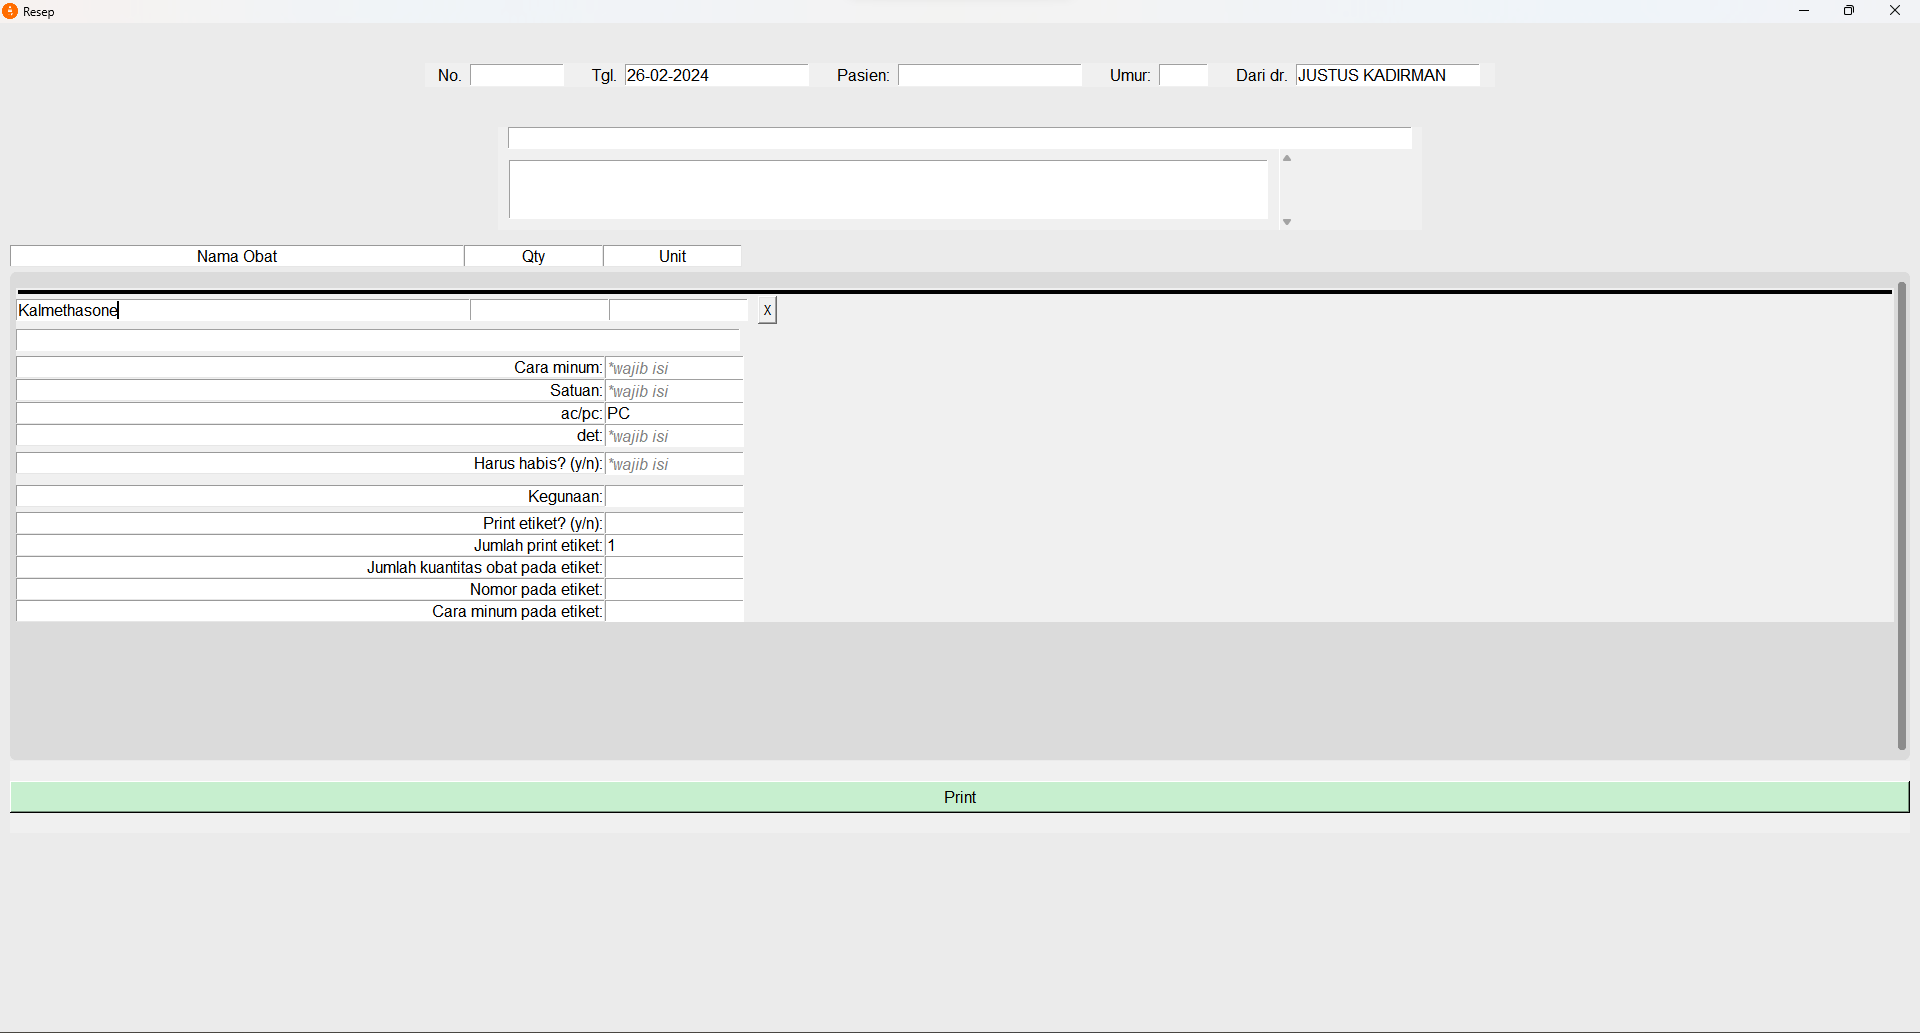 Resep
No. Tgl. 26-02-2024 Pasien: Umur: Dari dr. JUSTUS KADIRMAN
Nama Obat Qty Unit
Kalmethasone X
Cara minum: *wajib isi
Satuan: *wajib isi
ac/pc: PC
det: *wajib isi
Harus habis? (y/n): *wajib isi
Kegunaan:
Print etiket? (y/n):
Jumlah print etiket: 1
Jumlah kuantitas obat pada etiket:
Nomor pada etiket:
Cara minum pada etiket:
Print